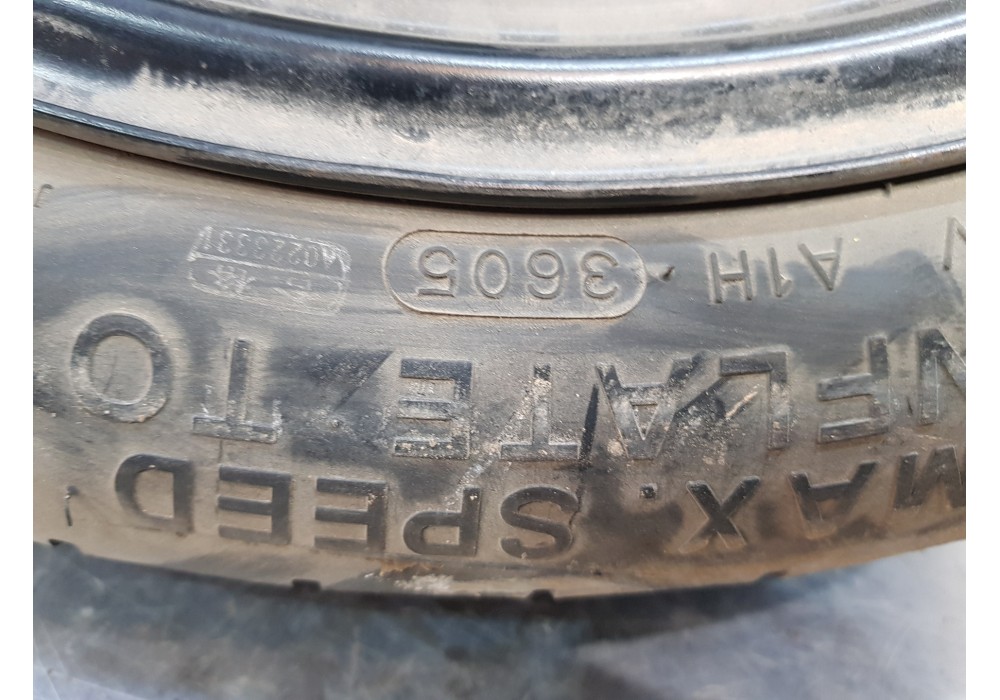 MAX. SPEED
NFLATE TO
A1H 3605